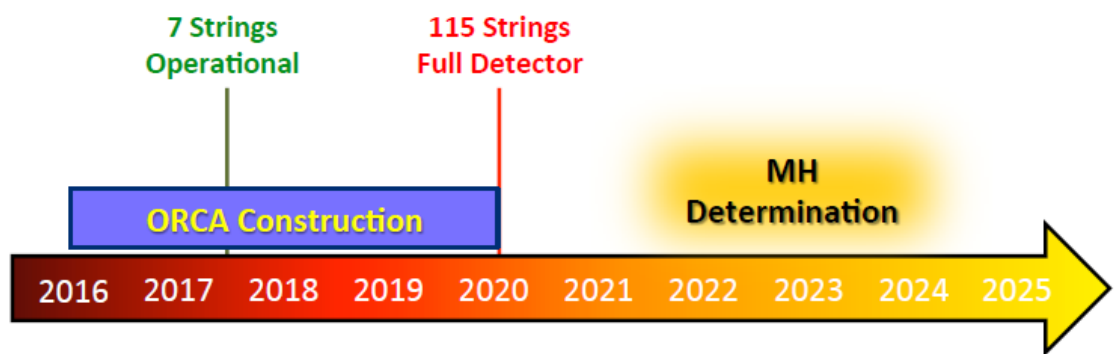 7 Strings
Operational
115 Strings
Full Detector
MH
Determination
ORCA Construction
2016 2017 2018 2019 2020 2021 2022 2023 2024 2025